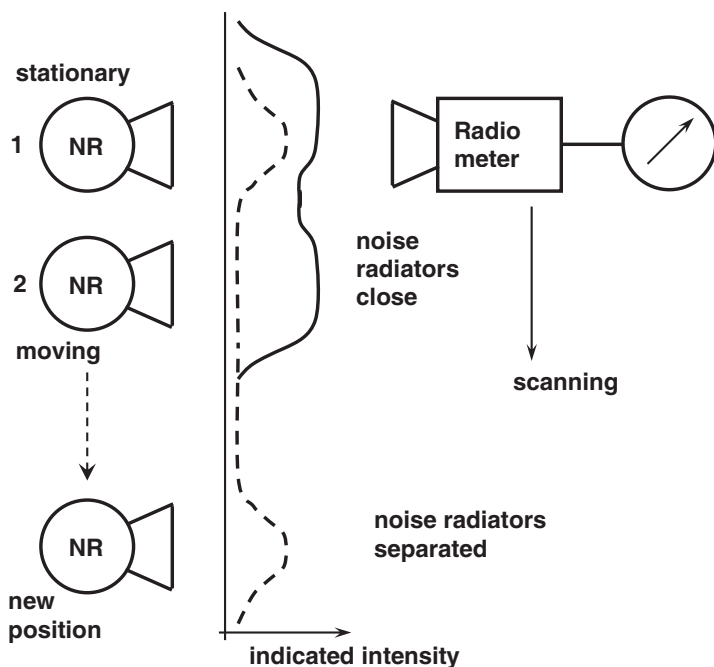 stationary
1
NR
Radio
meter
2
NR
noise
radiators
close
moving
scanning
NR
noise radiators
separated
new
position
indicated intensity